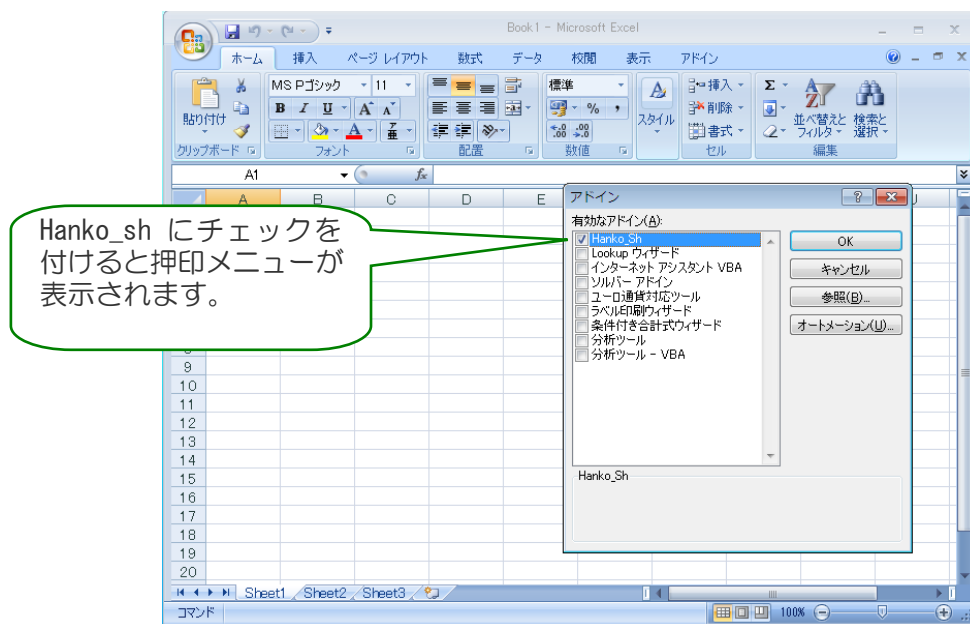 Book1 - Microsoft Excel
ホーム 挿入 ページ レイアウト 数式 データ 校閲 表示 アドイン
MS Pゴシック 11 標準
B I U A A % ,
貼り付け スタイル 挿入 削除 書式 Σ 並べ替えと フィルタ 検索と 選択
クリップボード フォント 配置 数値 セル 編集
A1 fx
A B C D E J
Hanko_sh にチェックを
付けると押印メニューが
表示されます。
アドイン
有効なアドイン(A):
Hanko_Sh
Lookup ウィザード
インターネット アシスタント VBA
ソルバー アドイン
ユーロ通貨対応ツール
ラベル印刷ウィザード
条件付き合計式ウィザード
分析ツール
分析ツール - VBA
OK
キャンセル
参照(B)...
オートメーション(U)...
Hanko_Sh
9
10
11
12
13
14
15
16
17
18
19
20
Sheet1 Sheet2 Sheet3
コマンド 100%